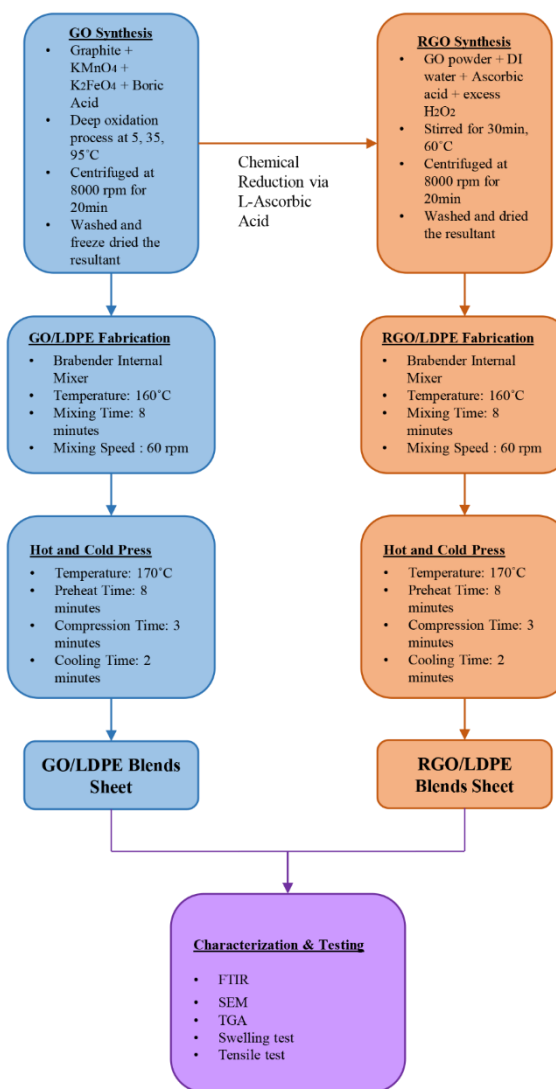 GO Synthesis
• Graphite +
KMnO₄ +
K₂FeO₄ + Boric
Acid
• Deep oxidation
process at 5, 35,
95˚C
• Centrifuged at
8000 rpm for
20min
• Washed and
freeze dried the
resultant
Chemical
Reduction via
L-Ascorbic
Acid
RGO Synthesis
• GO powder + DI
water + Ascorbic
acid + excess
H₂O₂
• Stirred for 30min,
60˚C
• Centrifuged at
8000 rpm for
20min
• Washed and dried
the resultant
GO/LDPE Fabrication
• Brabender Internal
Mixer
• Temperature: 160˚C
• Mixing Time: 8
minutes
• Mixing Speed : 60 rpm
RGO/LDPE Fabrication
• Brabender Internal
Mixer
• Temperature: 160˚C
• Mixing Time: 8
minutes
• Mixing Speed : 60 rpm
Hot and Cold Press
• Temperature: 170˚C
• Preheat Time: 8
minutes
• Compression Time: 3
minutes
• Cooling Time: 2
minutes
Hot and Cold Press
• Temperature: 170˚C
• Preheat Time: 8
minutes
• Compression Time: 3
minutes
• Cooling Time: 2
minutes
GO/LDPE Blends
Sheet
RGO/LDPE
Blends Sheet
Characterization & Testing
• FTIR
• SEM
• TGA
• Swelling test
• Tensile test